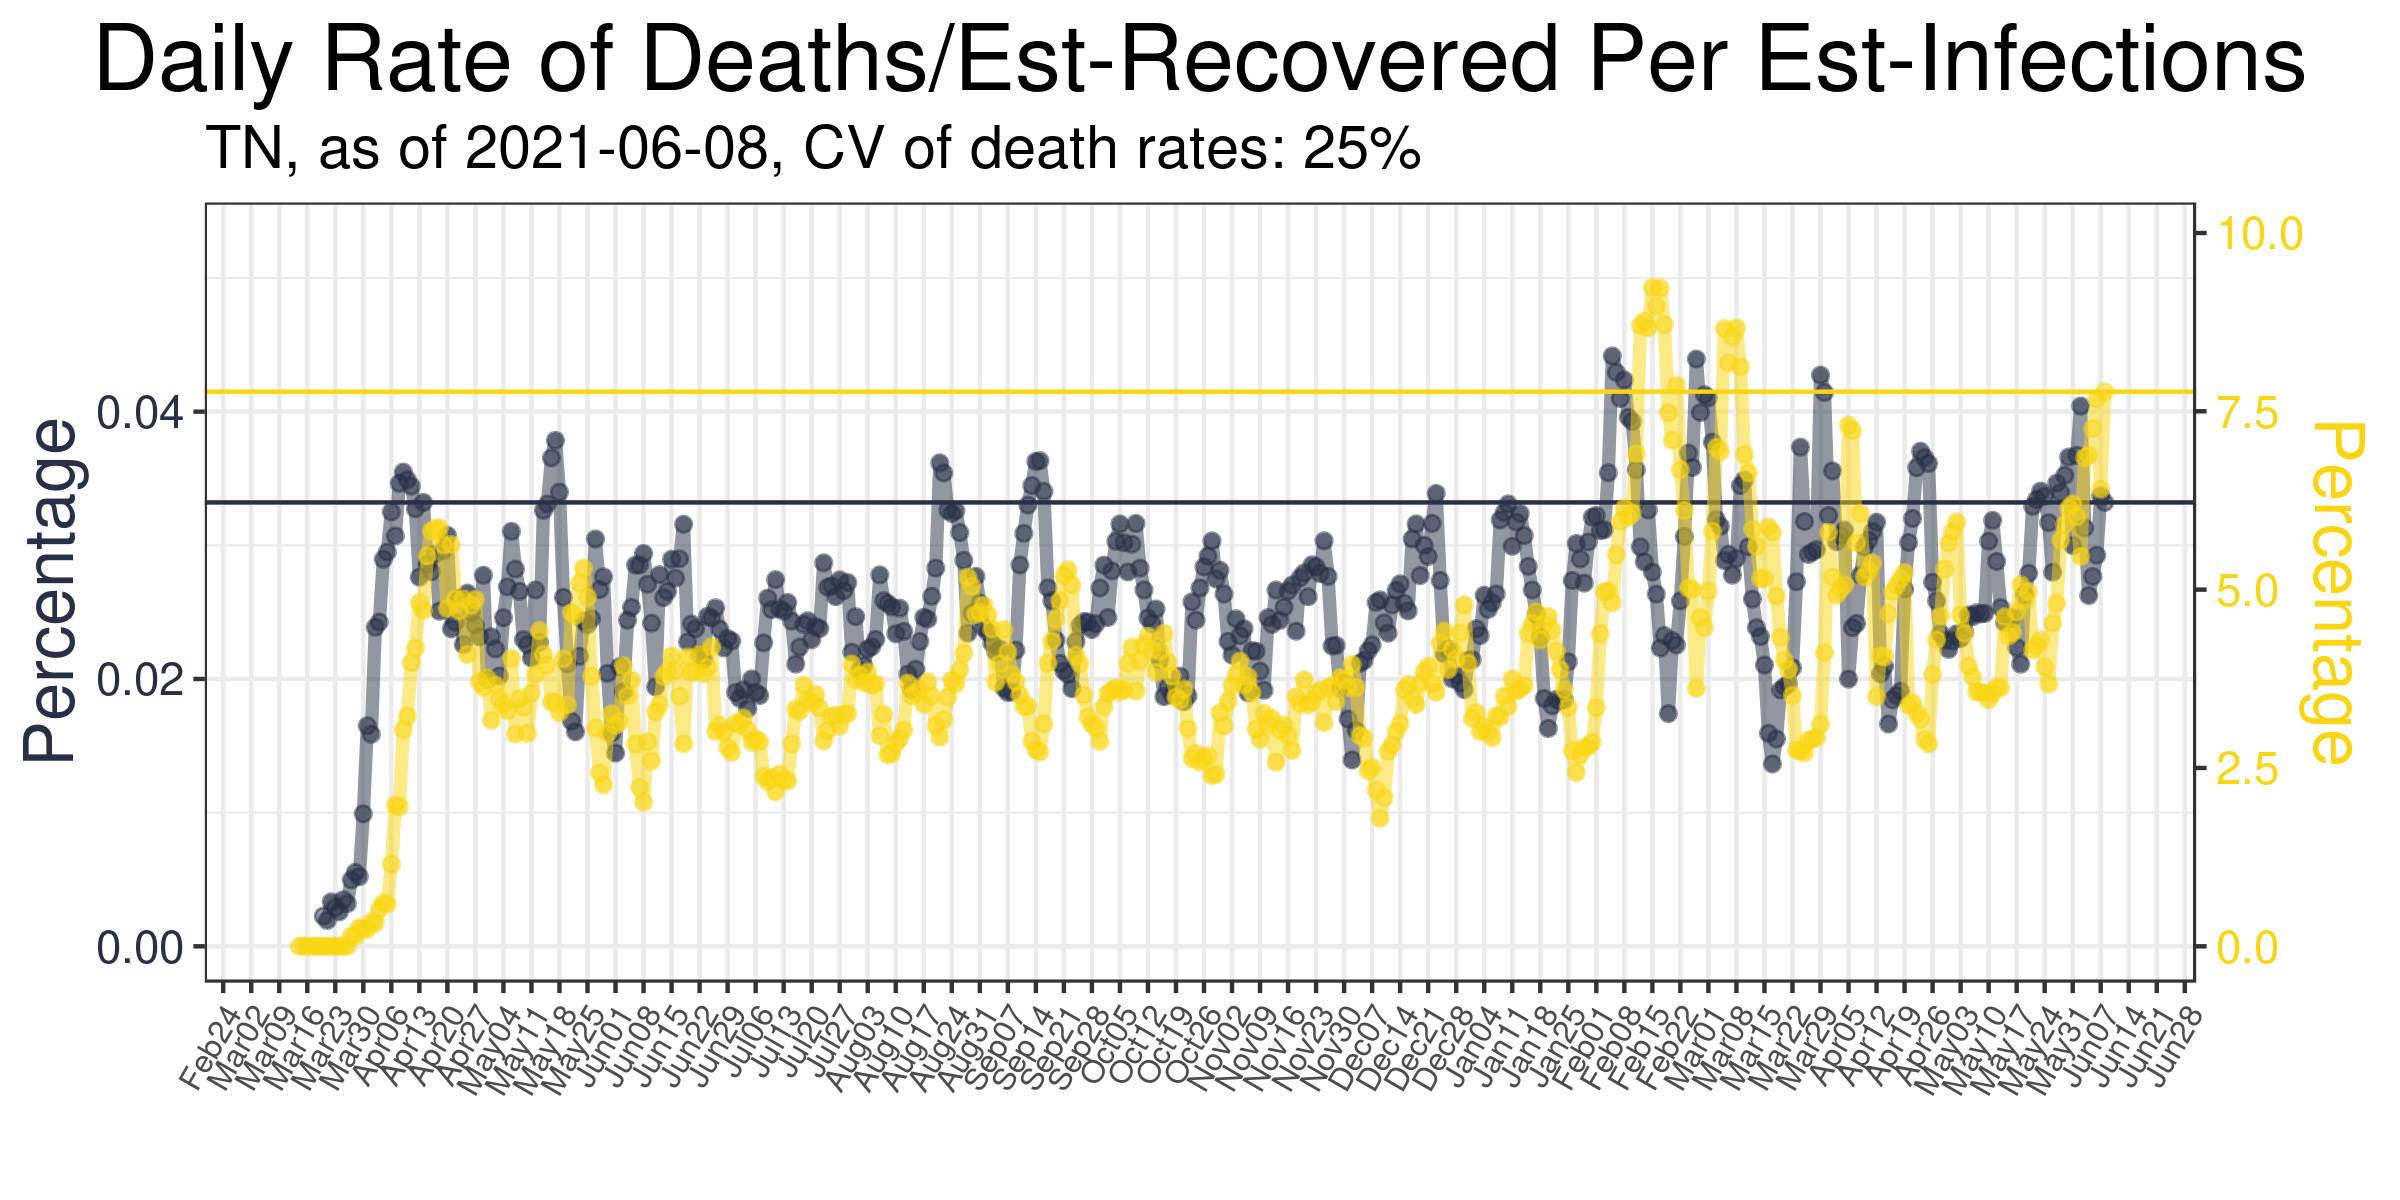 Daily Rate of Deaths/Est-Recovered Per Est-Infections
TN, as of 2021-06-08, CV of death rates: 25%
Percentage
0.04
0.02
0.00
10.0
7.5
5.0
2.5
0.0
Percentage
Feb24
Mar02
Mar09
Mar16
Mar23
Mar30
Apr06
Apr13
Apr20
Apr27
May04
May11
May18
May25
Jun01
Jun08
Jun15
Jun22
Jun29
Jul06
Jul13
Jul20
Jul27
Aug03
Aug10
Aug17
Aug24
Aug31
Sep07
Sep14
Sep21
Sep28
Oct05
Oct12
Oct19
Oct26
Nov02
Nov09
Nov16
Nov23
Nov30
Dec07
Dec14
Dec21
Dec28
Jan04
Jan11
Jan18
Jan25
Feb01
Feb08
Feb15
Feb22
Mar01
Mar08
Mar15
Mar22
Mar29
Apr05
Apr12
Apr19
Apr26
May03
May10
May17
May24
May31
Jun07
Jun14
Jun21
Jun28